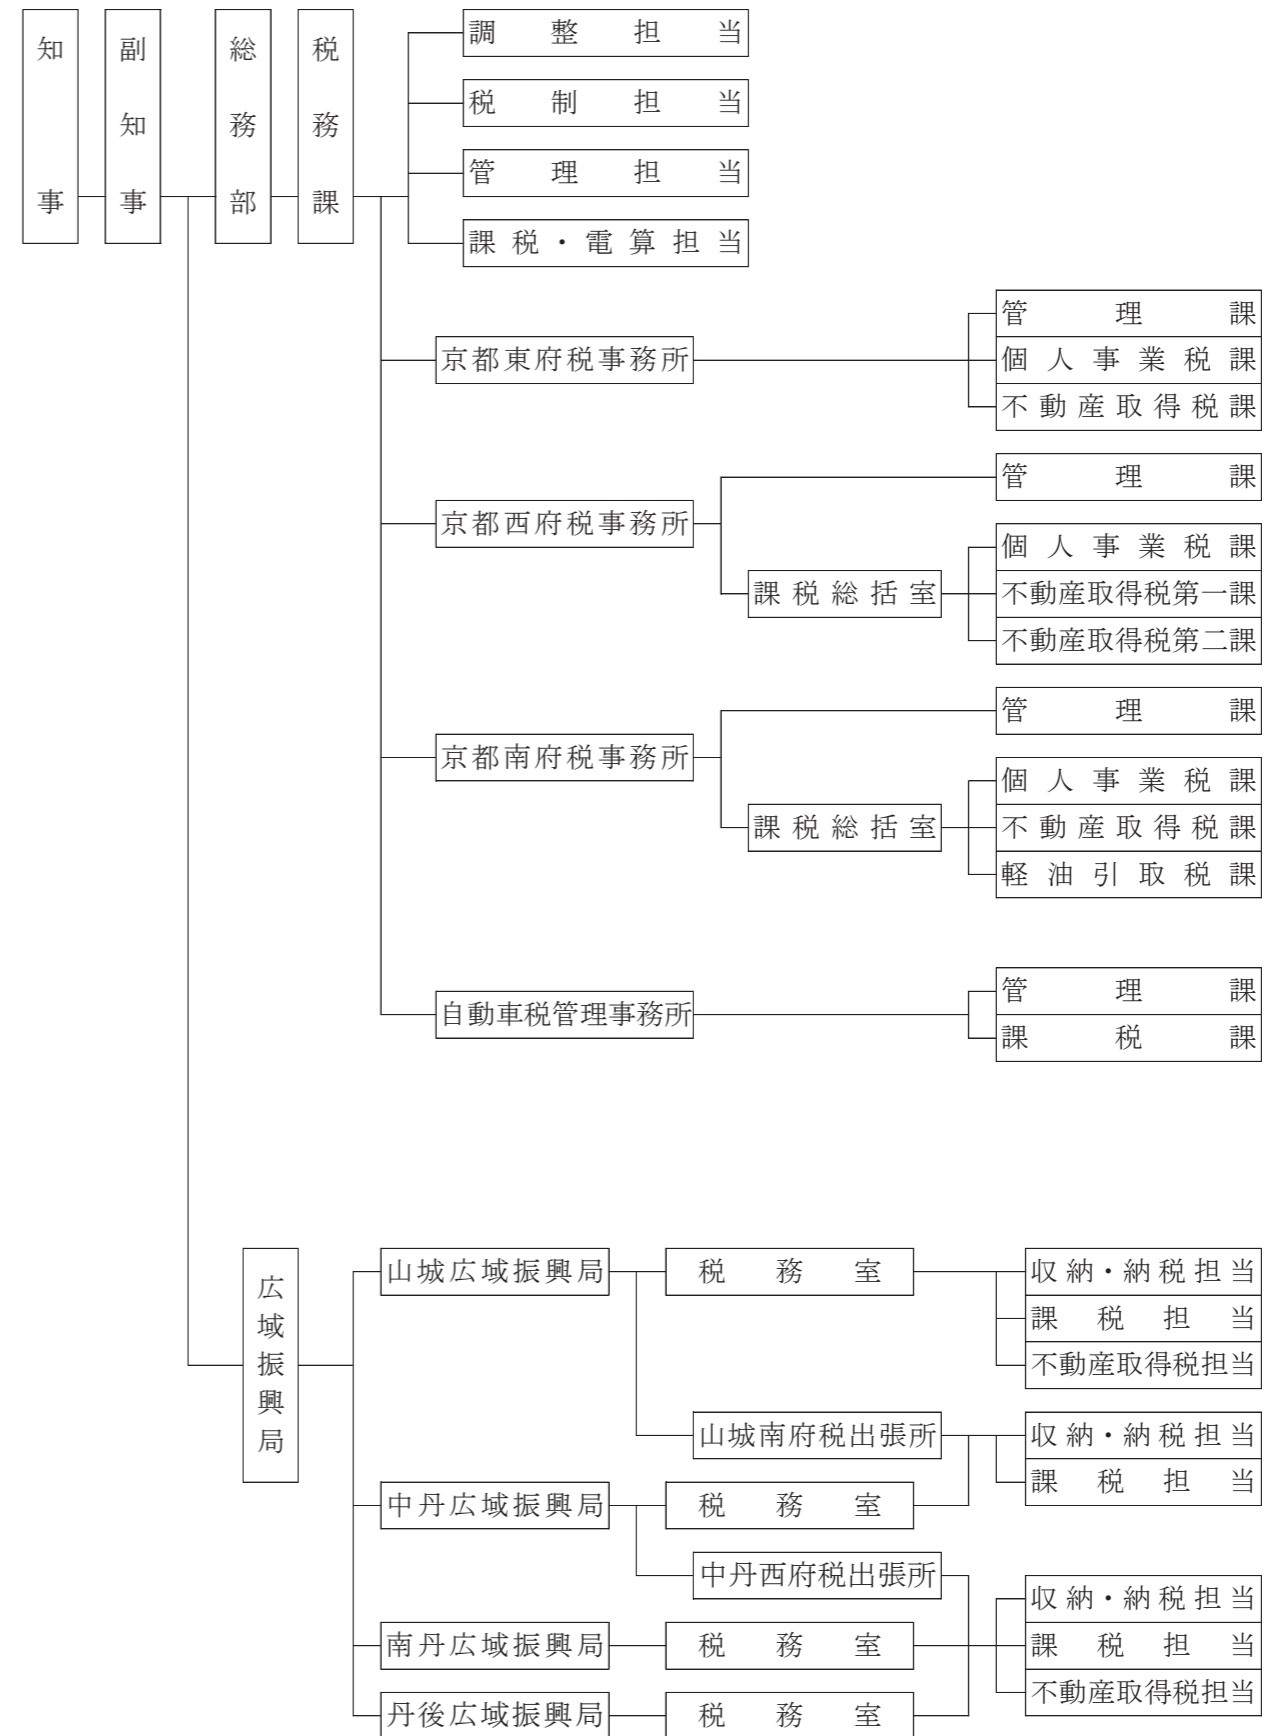 知事
副知事
総務部
税務課
調整担当
税制担当
管理担当
課税・電算担当
京都東府税事務所
管理課
個人事業税課
不動産取得税課
京都西府税事務所
管理課
課税総括室
個人事業税課
不動産取得税第一課
不動産取得税第二課
京都南府税事務所
管理課
課税総括室
個人事業税課
不動産取得税課
軽油引取税課
自動車税管理事務所
管理課
課税課
広域振興局
山城広域振興局
税務室
収納・納税担当
課税担当
不動産取得税担当
山城南府税出張所
収納・納税担当
課税担当
中丹広域振興局
税務室
中丹西府税出張所
収納・納税担当
課税担当
不動産取得税担当
南丹広域振興局
税務室
丹後広域振興局
税務室